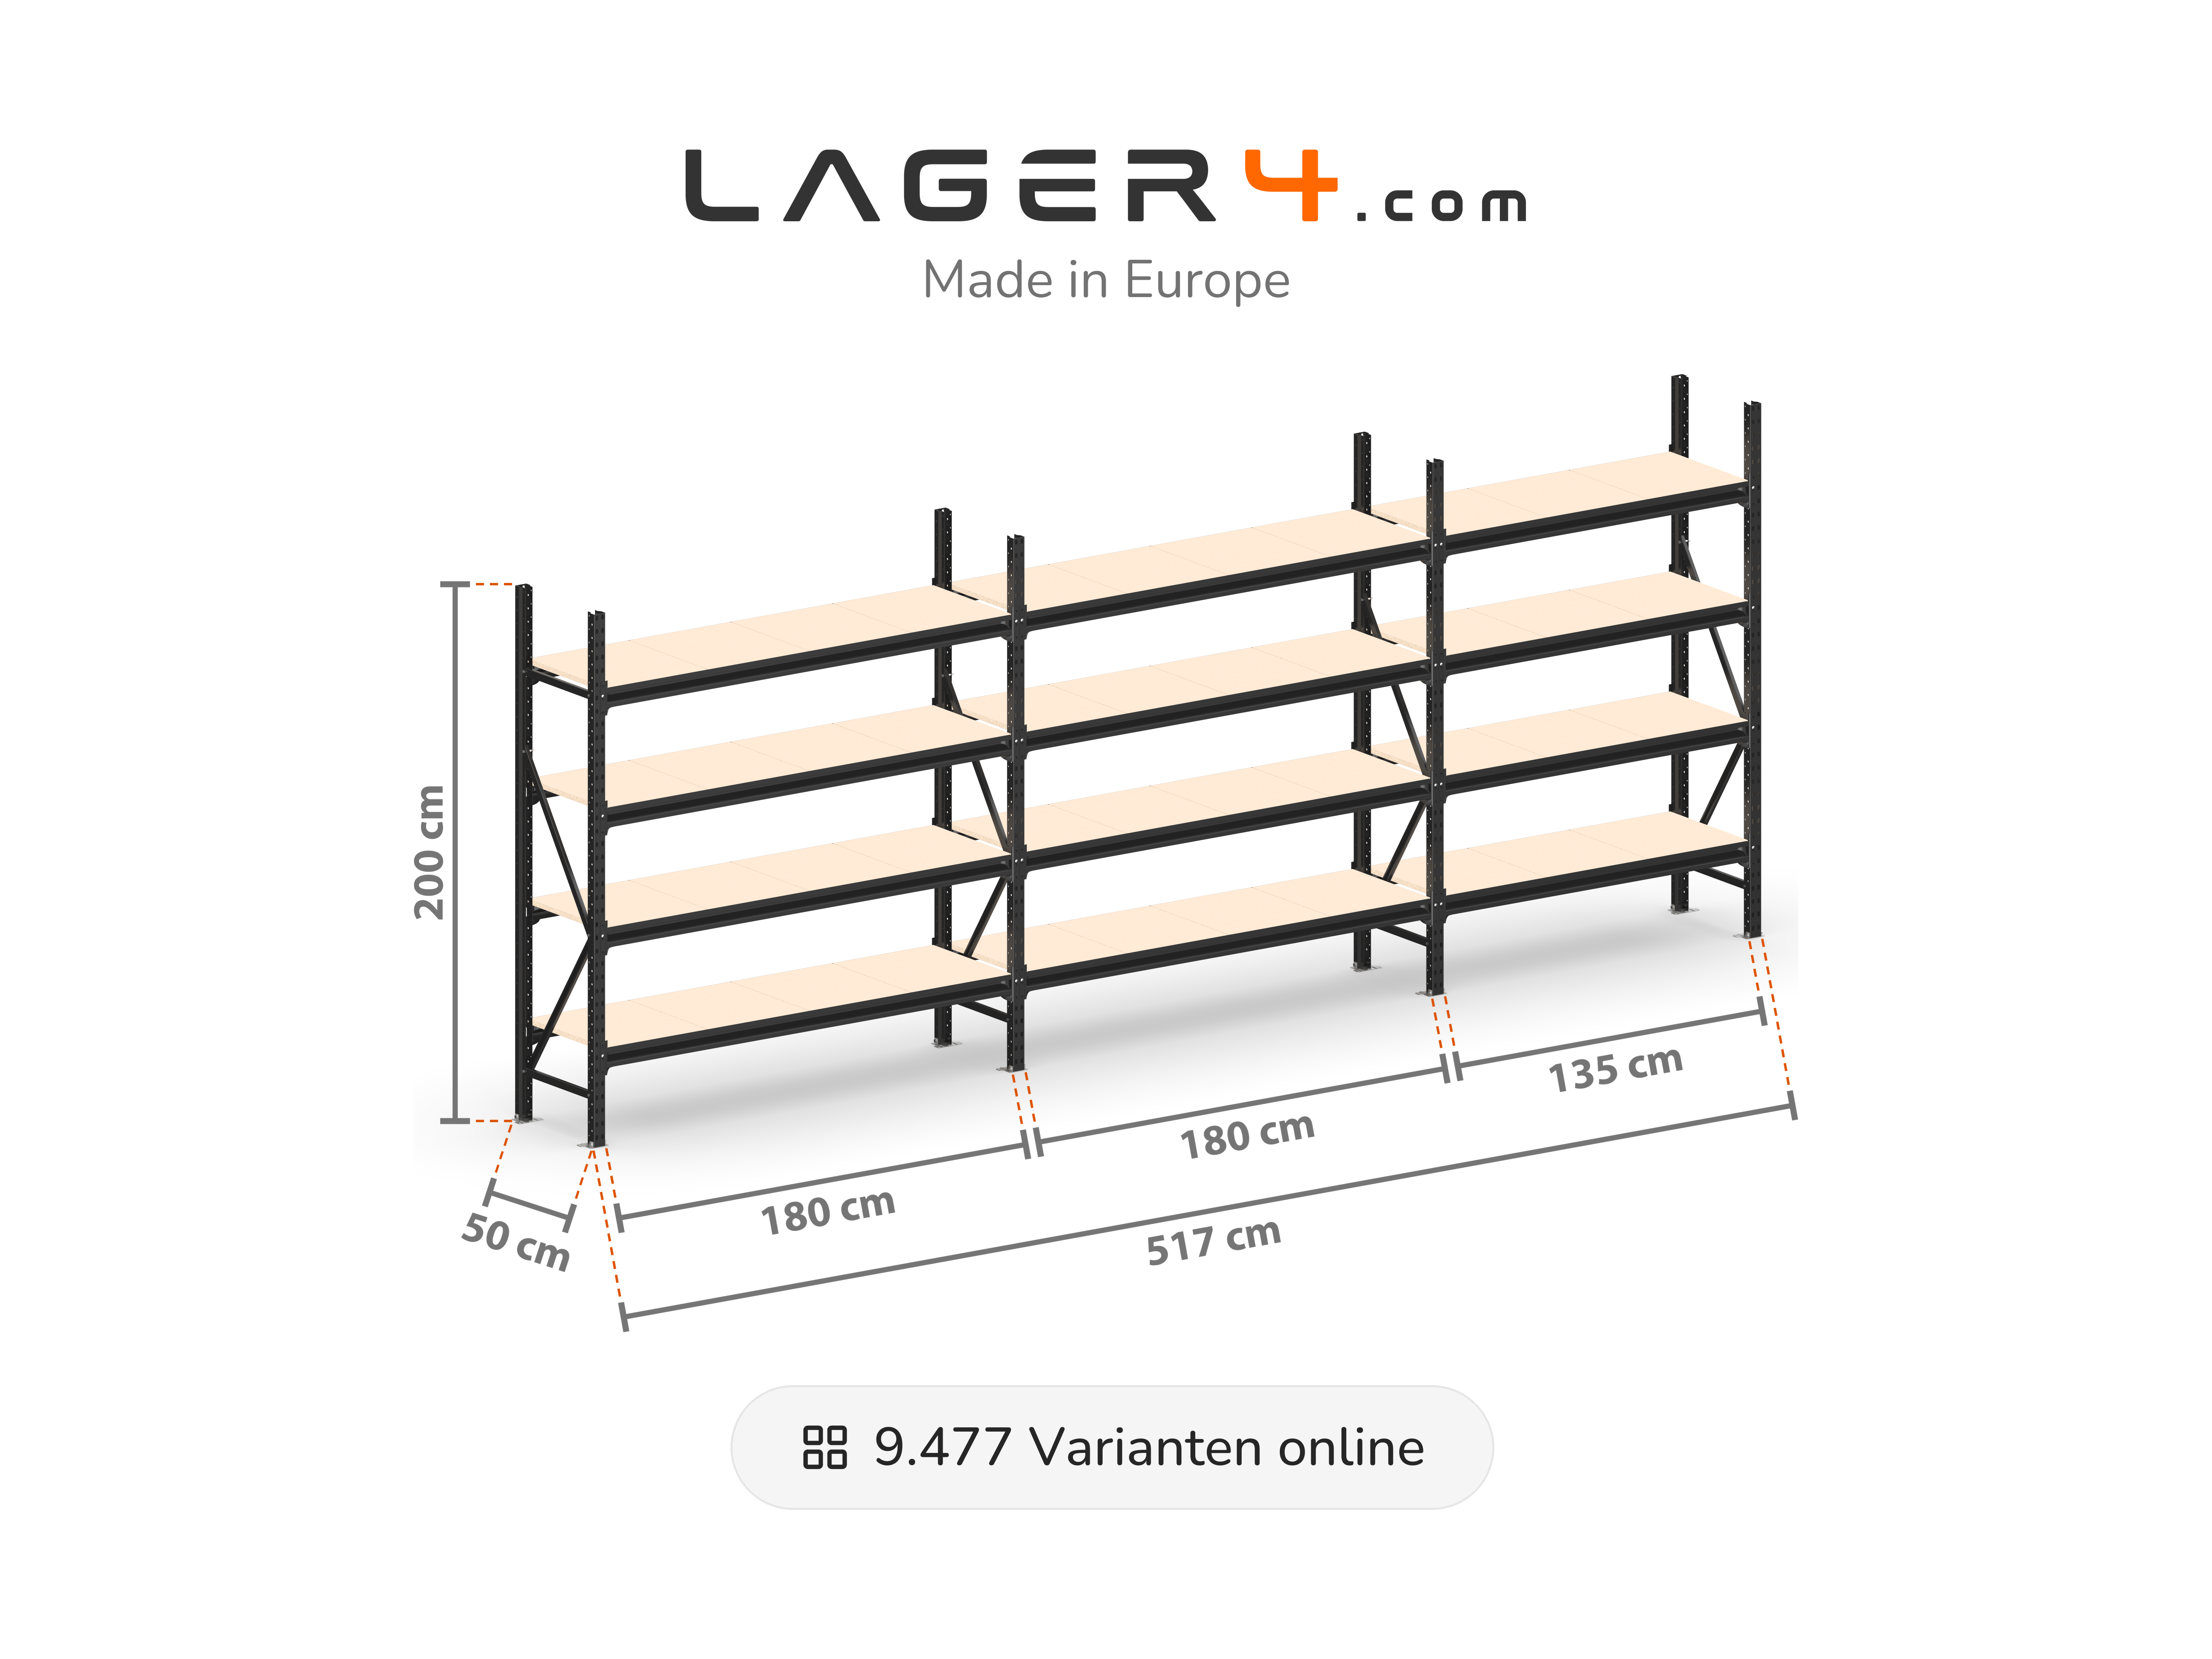 LAGER4.com
Made in Europe
200 cm
50 cm
180 cm
180 cm
135 cm
517 cm
9.477 Varianten online